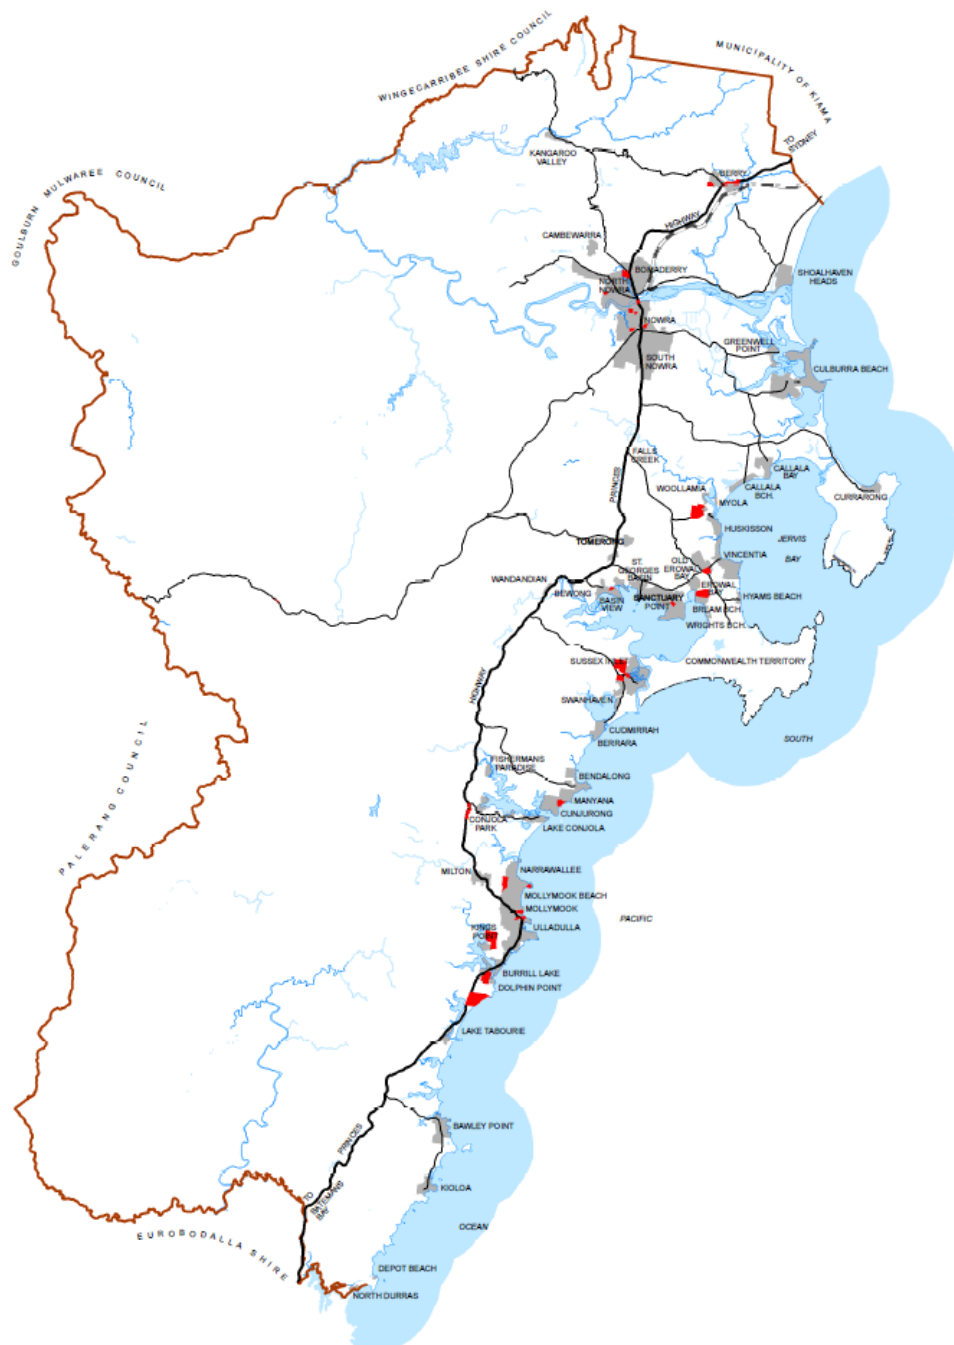 WINGECARRIBEE SHIRE COUNCIL
MUNICIPALITY OF KIAMA
TO
SYDNEY
GOULBURN MULWAREE COUNCIL
KANGAROO
VALLEY
BERRY
HIGHWAY
CAMBEWARRA
BOMADERRY
NORTH
NOWRA
SHOALHAVEN
HEADS
NOWRA
GREENWELL
POINT
SOUTH
NOWRA
CULBURRA BEACH
FALLS
CREEK
PRINCES
CALLALA
BAY
CALLALA
BCH.
CURRARONG
WOOLLAMIA
MYOLA
HUSKISSON
JERVIS
BAY
TOMERONG
VINCENTIA
ST.
GEORGES
BASIN
OLD
EROWAL
BAY
WANDANDIAN
BEWONG
BASIN
VIEW
SANCTUARY
POINT
EROWAL
BAY
HYAMS BEACH
BREAM BCH.
WRIGHTS BCH.
SUSSEX INLET
COMMONWEALTH TERRITORY
HIGHWAY
SWANHAVEN
CUDMIRRAH
BERRARA
SOUTH
PALERANG COUNCIL
FISHERMANS
PARADISE
BENDALONG
MANYANA
CUNJURONG
CONJOLA
PARK
LAKE CONJOLA
MILTON
NARRAWALLEE
MOLLYMOOK BEACH
MOLLYMOOK
PACIFIC
KINGS
POINT
ULLADULLA
BURRILL LAKE
DOLPHIN POINT
LAKE TABOURIE
PRINCES
BAWLEY POINT
TO
BATEMANS
BAY
KIOLOA
OCEAN
EUROBODALLA SHIRE
DEPOT BEACH
NORTH DURRAS